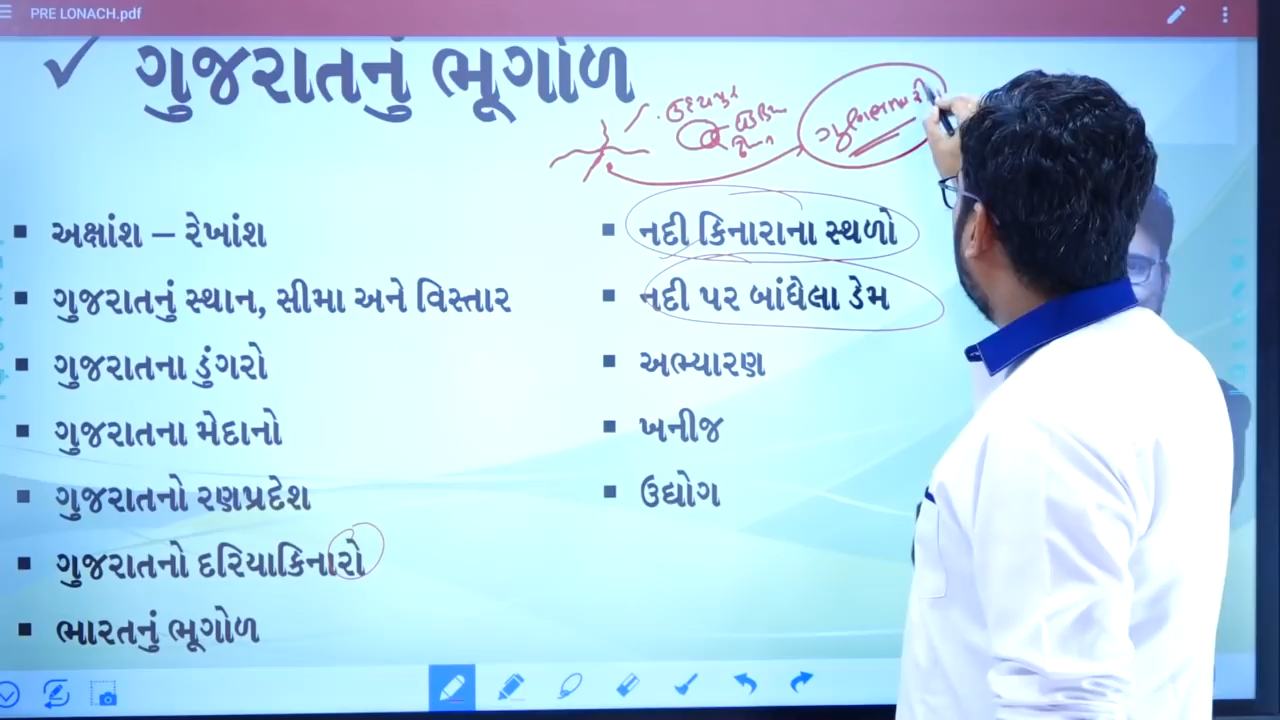 PRE LONACH.pdf
✓ ગુજરાતનું ભૂગોળ
▪ અક્ષાંશ – રેખાંશ
▪ ગુજરાતનું સ્થાન, સીમા અને વિસ્તાર
▪ ગુજરાતના ડુંગરો
▪ ગુજરાતના મેદાનો
▪ ગુજરાતનો રણપ્રદેશ
▪ ગુજરાતનો દરિયાકિનારો
▪ ભારતનું ભૂગોળ
▪ નદી કિનારાના સ્થળો
▪ નદી પર બાંધેલા ડેમ
▪ અભ્યારણ
▪ ખનીજ
▪ ઉદ્યોગ